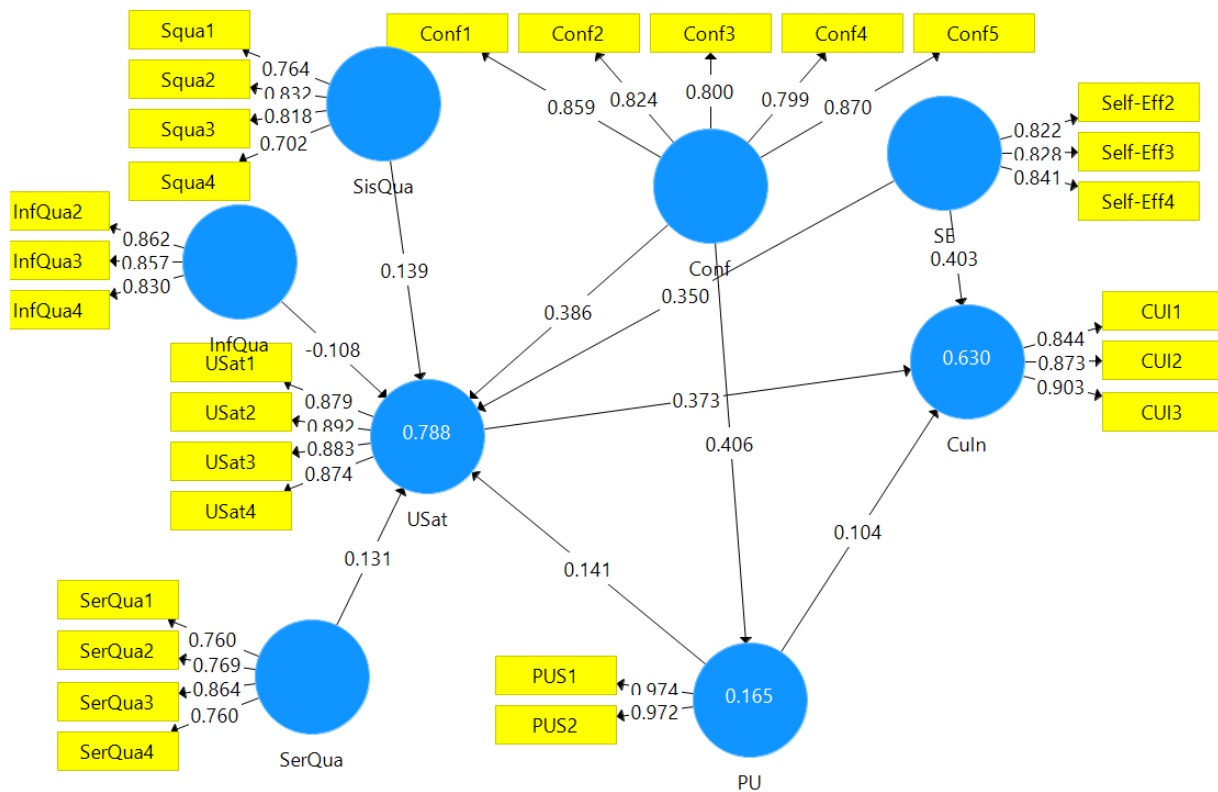 Squa1
Squa2
Squa3
Squa4
0.764
0.832
0.818
0.702
SisQua
Conf1
Conf2
Conf3
Conf4
Conf5
0.859
0.824
0.800
0.799
0.870
Conf
Self-Eff2
Self-Eff3
Self-Eff4
0.822
0.828
0.841
SE
0.403
InfQua2
InfQua3
InfQua4
0.862
0.857
0.830
InfQua
-0.108
0.139
0.386
0.350
USat1
USat2
USat3
USat4
0.879
0.892
0.883
0.874
0.788
USat
0.373
0.406
0.630
CuIn
0.844
0.873
0.903
CUI1
CUI2
CUI3
0.131
0.141
0.104
SerQua1
SerQua2
SerQua3
SerQua4
0.760
0.769
0.864
0.760
SerQua
PUS1
PUS2
0.974
0.972
0.165
PU